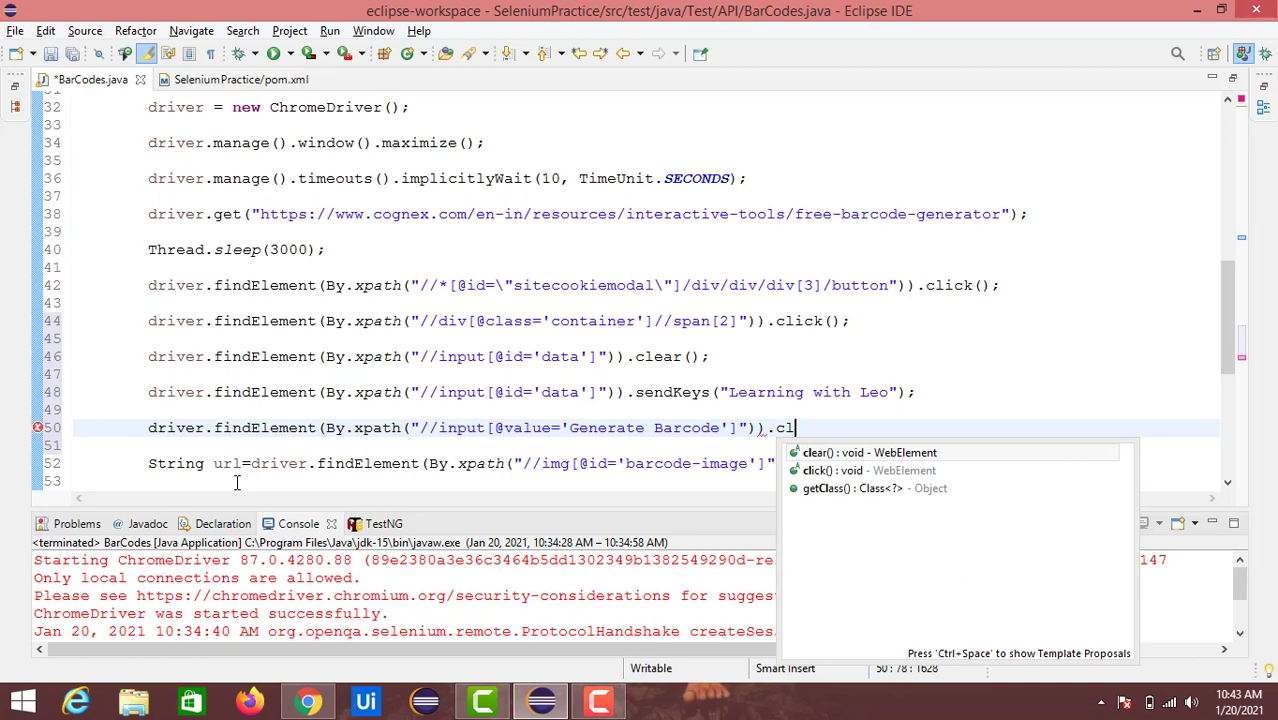 eclipse-workspace - SeleniumPractice/src/test/java/Test/API/BarCodes.java - Eclipse IDE
File Edit Source Refactor Navigate Search Project Run Window Help
*BarCodes.java SeleniumPractice/pom.xml
32 driver = new ChromeDriver();
33
34 driver.manage().window().maximize();
35
36 driver.manage().timeouts().implicitlyWait(10, TimeUnit.SECONDS);
37
38 driver.get("https://www.cognex.com/en-in/resources/interactive-tools/free-barcode-generator");
39
40 Thread.sleep(3000);
41
42 driver.findElement(By.xpath("//*[@id=\"sitecookiemodal\"]/div/div/div[3]/button")).click();
43
44 driver.findElement(By.xpath("//div[@class='container']//span[2]")).click();
45
46 driver.findElement(By.xpath("//input[@id='data']")).clear();
47
48 driver.findElement(By.xpath("//input[@id='data']")).sendKeys("Learning with Leo");
49
50 driver.findElement(By.xpath("//input[@value='Generate Barcode']")).cl
51
52 String url=driver.findElement(By.xpath("//img[@id='barcode-image']"
53
clear() : void - WebElement
click() : void - WebElement
getClass() : Class<?> - Object
Press 'Ctrl+Space' to show Template Proposals
Problems @ Javadoc Declaration Console TestNG
<terminated> BarCodes [Java Application] C:\Program Files\Java\jdk-15\bin\javaw.exe (Jan 20, 2021, 10:34:28 AM – 10:34:58 AM)
Starting ChromeDriver 87.0.4280.88 (89e2380a3e36c3464b5dd1302349b1382549290d-re 147
Only local connections are allowed.
Please see https://chromedriver.chromium.org/security-considerations for sugges
ChromeDriver was started successfully.
Jan 20, 2021 10:34:40 AM org.openqa.selenium.remote.ProtocolHandshake createSes
Writable Smart Insert 50 : 78 : 1628
Ui
10:43 AM
1/20/2021